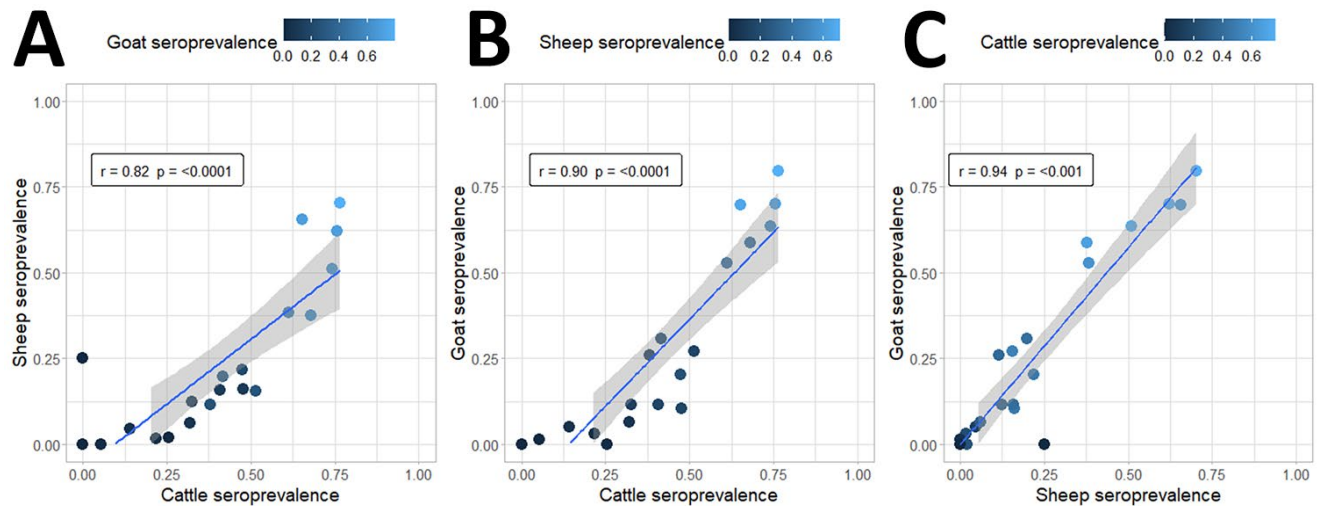 A
Goat seroprevalence
0.0 0.2 0.4 0.6
r = 0.82 p = <0.0001
Sheep seroprevalence
1.00
0.75
0.50
0.25
0.00
0.00 0.25 0.50 0.75 1.00
Cattle seroprevalence
B
Sheep seroprevalence
0.0 0.2 0.4 0.6
r = 0.90 p = <0.0001
Goat seroprevalence
1.00
0.75
0.50
0.25
0.00
0.00 0.25 0.50 0.75 1.00
Cattle seroprevalence
C
Cattle seroprevalence
0.0 0.2 0.4 0.6
r = 0.94 p = <0.001
Goat seroprevalence
1.00
0.75
0.50
0.25
0.00
0.00 0.25 0.50 0.75 1.00
Sheep seroprevalence